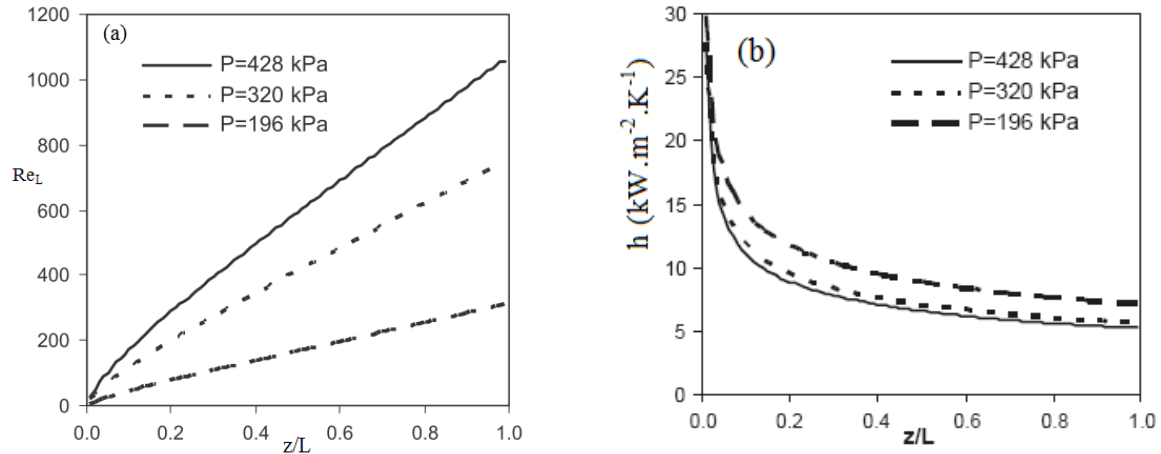 (a)
1200
1000
800
600
400
200
0
Re_L
P=428 kPa
P=320 kPa
P=196 kPa
0.0 0.2 0.4 0.6 0.8 1.0
z/L
(b)
30
25
20
15
10
5
0
h (kW.m⁻².K⁻¹)
P=428 kPa
P=320 kPa
P=196 kPa
0.0 0.2 0.4 0.6 0.8 1.0
z/L